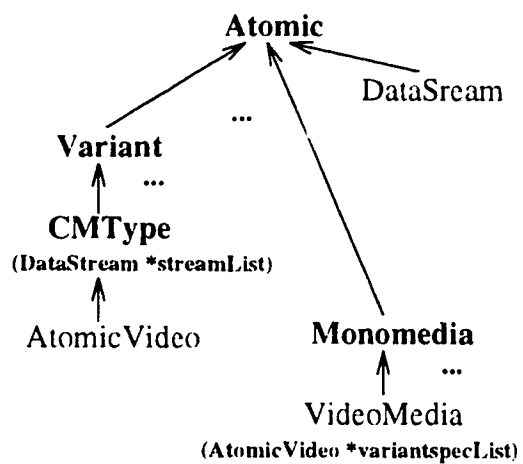 Atomic
DataSream
...
Variant
...
CMType
(DataStream *streamList)
AtomicVideo
Monomedia
...
VideoMedia
(AtomicVideo *variantspecList)